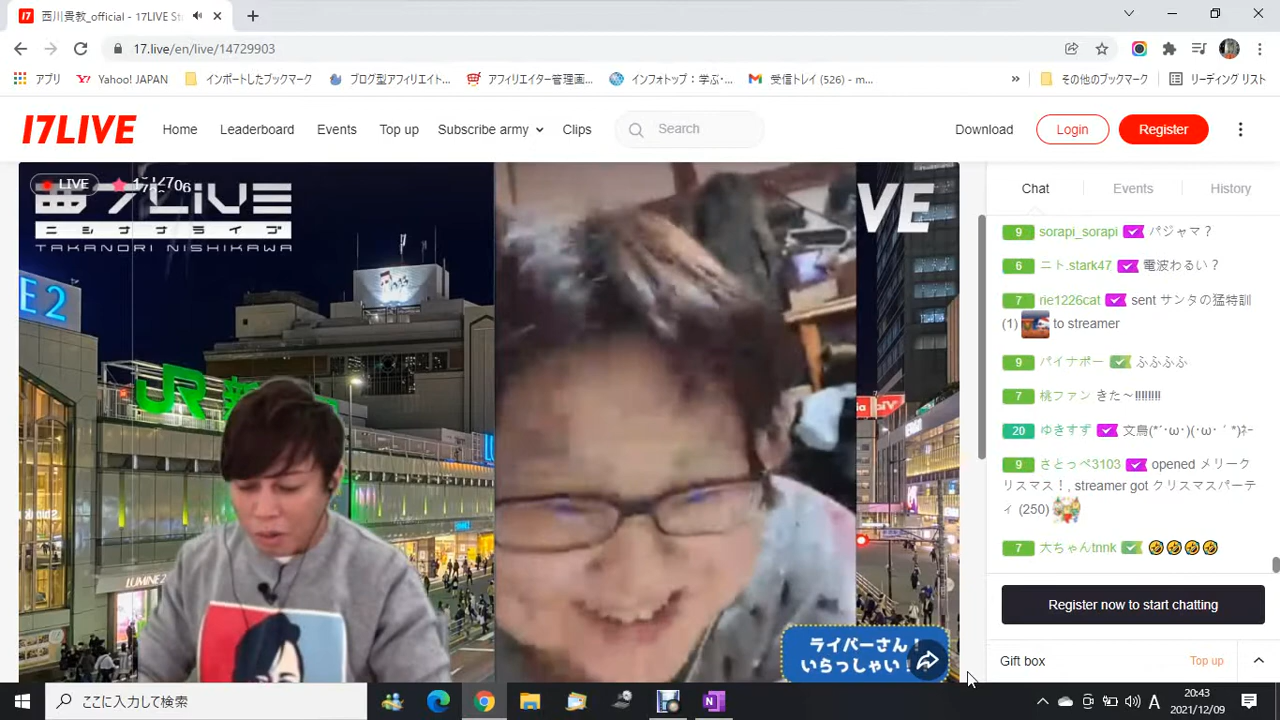 西川貴教_official - 17LIVE St
17.live/en/live/14729903
アプリ
Yahoo! JAPAN
インポートしたブックマーク
ブログ型アフィリエイト...
アフィリエイター管理画...
インフォトップ：学ぶ・...
受信トレイ (526) - m...
»
その他のブックマーク
リーディング リスト
17LIVE
Home
Leaderboard
Events
Top up
Subscribe army
Clips
Search
Download
Login
Register
LIVE
西7LIVE
ニシナナライブ
TAKANORI NISHIKAWA
VE
E2
JR
LUMINE2
ライバーさん！
いらっしゃい！
Chat
Events
History
9 sorapi_sorapi パジャマ？
6 ニト.stark47 電波わるい？
7 rie1226cat sent サンタの猛特訓
(1) to streamer
9 パイナポー ふふふふ
7 桃ファン きた～!!!!!!!!
20 ゆきすず 文鳥(*´･ω･)(･ω･｀*)ﾈｰ
9 さとっぺ3103 opened メリーク
リスマス！, streamer got クリスマスパーテ
ィ (250)
7 大ちゃんtnnk 🤣🤣🤣🤣
Register now to start chatting
Gift box
Top up
ここに入力して検索
A
20:43
2021/12/09